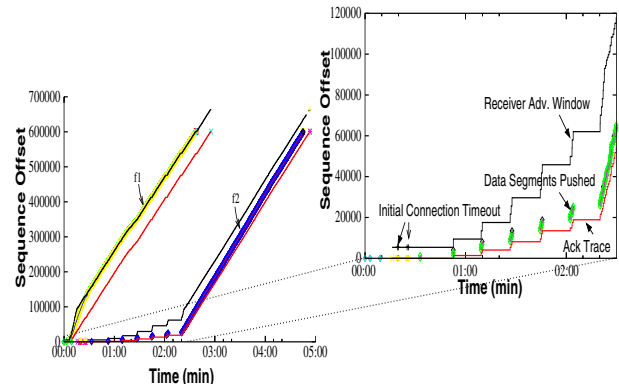 Sequence Offset
700000
600000
500000
400000
300000
200000
100000
0
00:00
01:00
02:00
03:00
04:00
05:00
Time (min)
f1
f2
Sequence Offset
120000
100000
80000
60000
40000
20000
0
00:00
01:00
02:00
Time (min)
Receiver Adv. Window
Data Segments Pushed
Initial Connection Timeout
Ack Trace